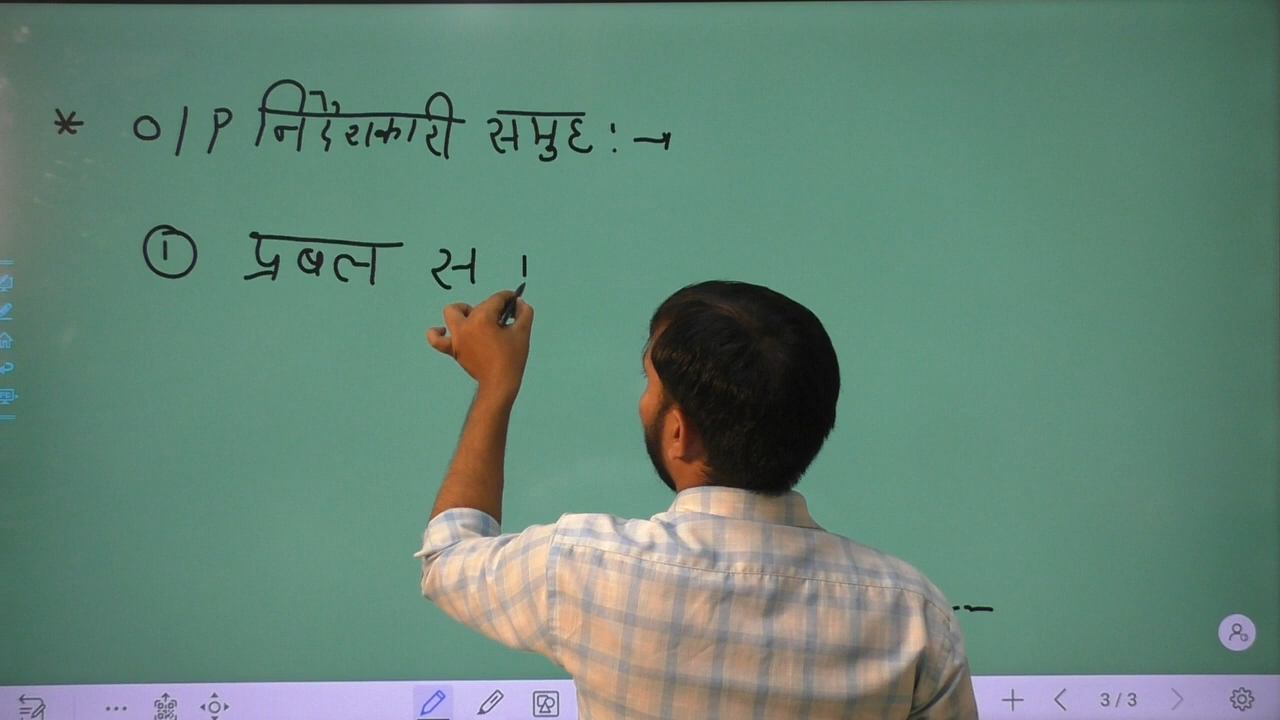 * O/P निर्देशकारी समुह :→
① प्रबल स
3/3